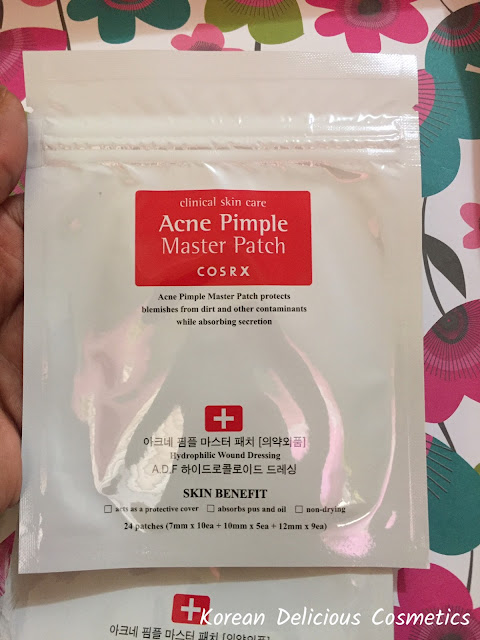 clinical skin care
Acne Pimple
Master Patch
COSRX
Acne Pimple Master Patch protects
blemishes from dirt and other contaminants
while absorbing secretion
아크네 핌플 마스터 패치 [의약외품]
Hydrophilic Wound Dressing
A.D.F 하이드로콜로이드 드레싱
SKIN BENEFIT
acts as a protective cover absorbs pus and oil non-drying
24 patches (7mm x 10ea + 10mm x 5ea + 12mm x 9ea)
아크네 핌플 마스터 패치 [의약외품]
Korean Delicious Cosmetics